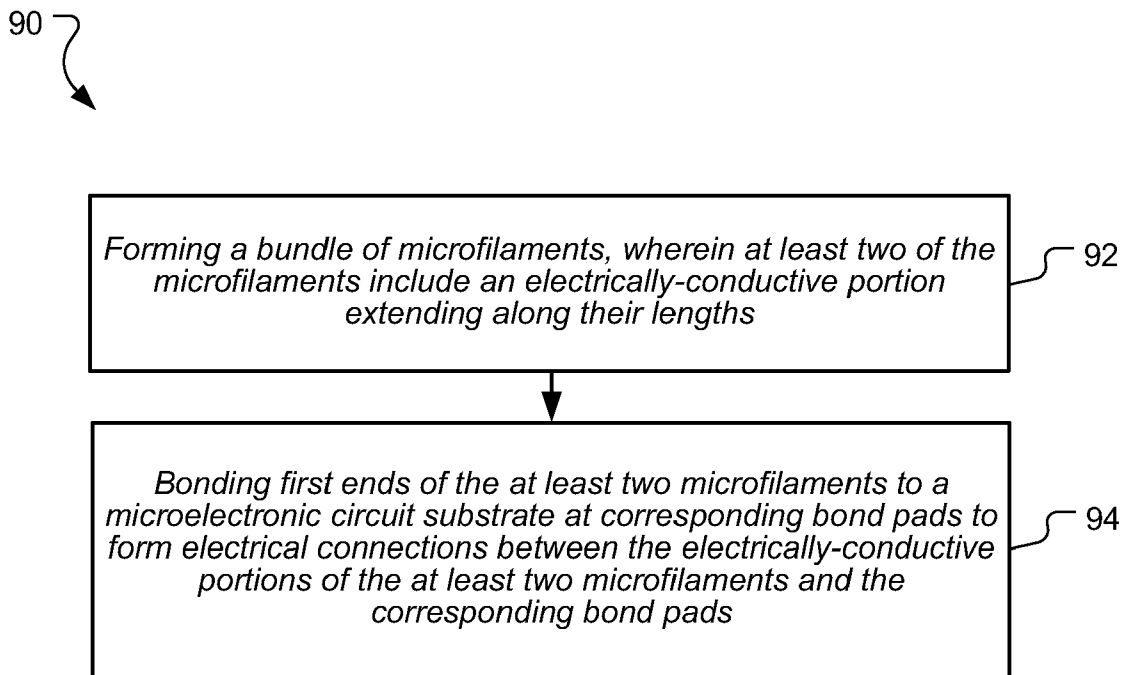 90
Forming a bundle of microfilaments, wherein at least two of the
microfilaments include an electrically-conductive portion
extending along their lengths
92
Bonding first ends of the at least two microfilaments to a
microelectronic circuit substrate at corresponding bond pads to
form electrical connections between the electrically-conductive
portions of the at least two microfilaments and the
corresponding bond pads
94